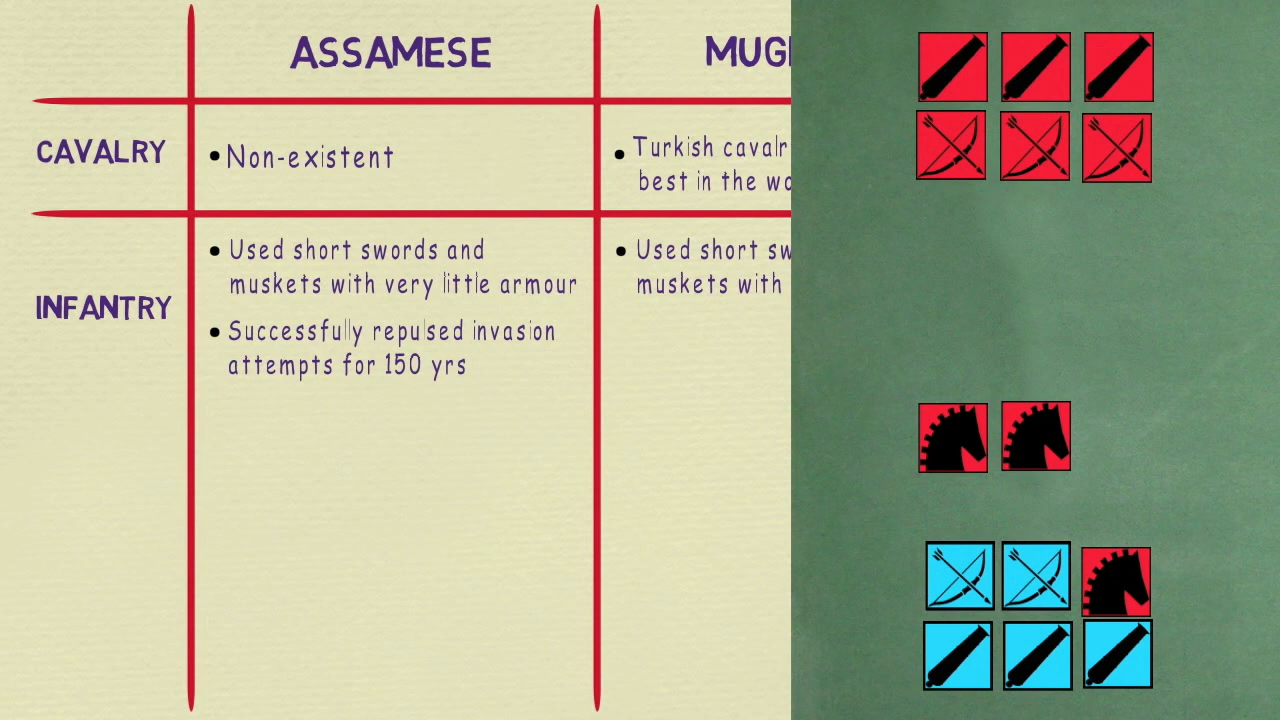 ASSAMESE
CAVALRY
• Non-existent
• Turkish
best in the
INFANTRY
• Used short swords and
muskets with very little armour
• Used short
muskets with
• Successfully repulsed invasion
attempts for 150 yrs